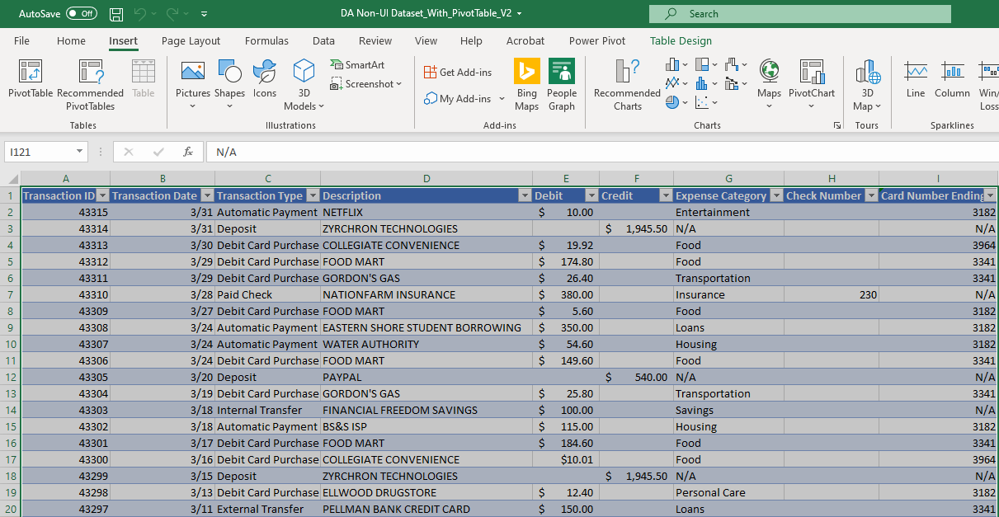 AutoSave Off DA Non-UI Dataset_With_PivotTable_V2 Search
File Home Insert Page Layout Formulas Data Review View Help Acrobat Power Pivot Table Design
PivotTable Recommended PivotTables Table
Tables
Pictures Shapes Icons 3D Models SmartArt Screenshot
Illustrations
Get Add-ins My Add-ins Bing Maps People Graph
Add-ins
Recommended Charts Maps PivotChart
Charts
3D Map
Tours
Line Column Win/ Loss
Sparklines
I121 fx N/A
A B C D E F G H I
1 Transaction ID Transaction Date Transaction Type Description Debit Credit Expense Category Check Number Card Number Ending
2 43315 3/31 Automatic Payment NETFLIX $ 10.00 Entertainment 3182
3 43314 3/31 Deposit ZYRCHRON TECHNOLOGIES $ 1,945.50 N/A N/A
4 43313 3/30 Debit Card Purchase COLLEGIATE CONVENIENCE $ 19.92 Food 3964
5 43312 3/29 Debit Card Purchase FOOD MART $ 174.80 Food 3341
6 43311 3/29 Debit Card Purchase GORDON'S GAS $ 26.40 Transportation 3341
7 43310 3/28 Paid Check NATIONFARM INSURANCE $ 380.00 Insurance 230 N/A
8 43309 3/27 Debit Card Purchase FOOD MART $ 5.60 Food 3182
9 43308 3/24 Automatic Payment EASTERN SHORE STUDENT BORROWING $ 350.00 Loans 3182
10 43307 3/24 Automatic Payment WATER AUTHORITY $ 54.60 Housing 3182
11 43306 3/24 Debit Card Purchase FOOD MART $ 149.60 Food 3341
12 43305 3/20 Deposit PAYPAL $ 540.00 N/A N/A
13 43304 3/19 Debit Card Purchase GORDON'S GAS $ 25.80 Transportation 3341
14 43303 3/18 Internal Transfer FINANCIAL FREEDOM SAVINGS $ 100.00 Savings N/A
15 43302 3/18 Automatic Payment BS&S ISP $ 115.00 Housing 3182
16 43301 3/17 Debit Card Purchase FOOD MART $ 184.60 Food 3341
17 43300 3/16 Debit Card Purchase COLLEGIATE CONVENIENCE $10.01 Food 3964
18 43299 3/15 Deposit ZYRCHRON TECHNOLOGIES $ 1,945.50 N/A N/A
19 43298 3/13 Debit Card Purchase ELLWOOD DRUGSTORE $ 12.40 Personal Care 3182
20 43297 3/11 External Transfer PELLMAN BANK CREDIT CARD $ 150.00 Loans 3341